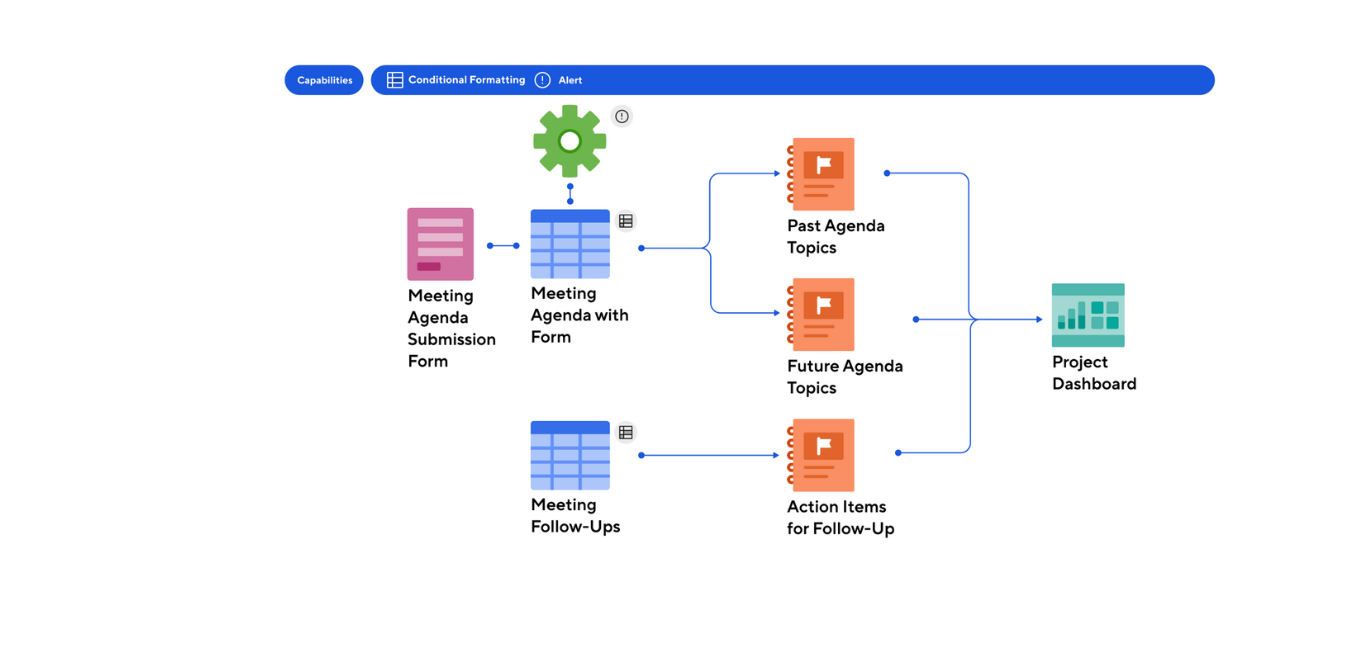 Capabilities
Conditional Formatting
Alert
Meeting
Agenda
Submission
Form
Meeting
Agenda with
Form
Past Agenda
Topics
Future Agenda
Topics
Project
Dashboard
Meeting
Follow-Ups
Action Items
for Follow-Up